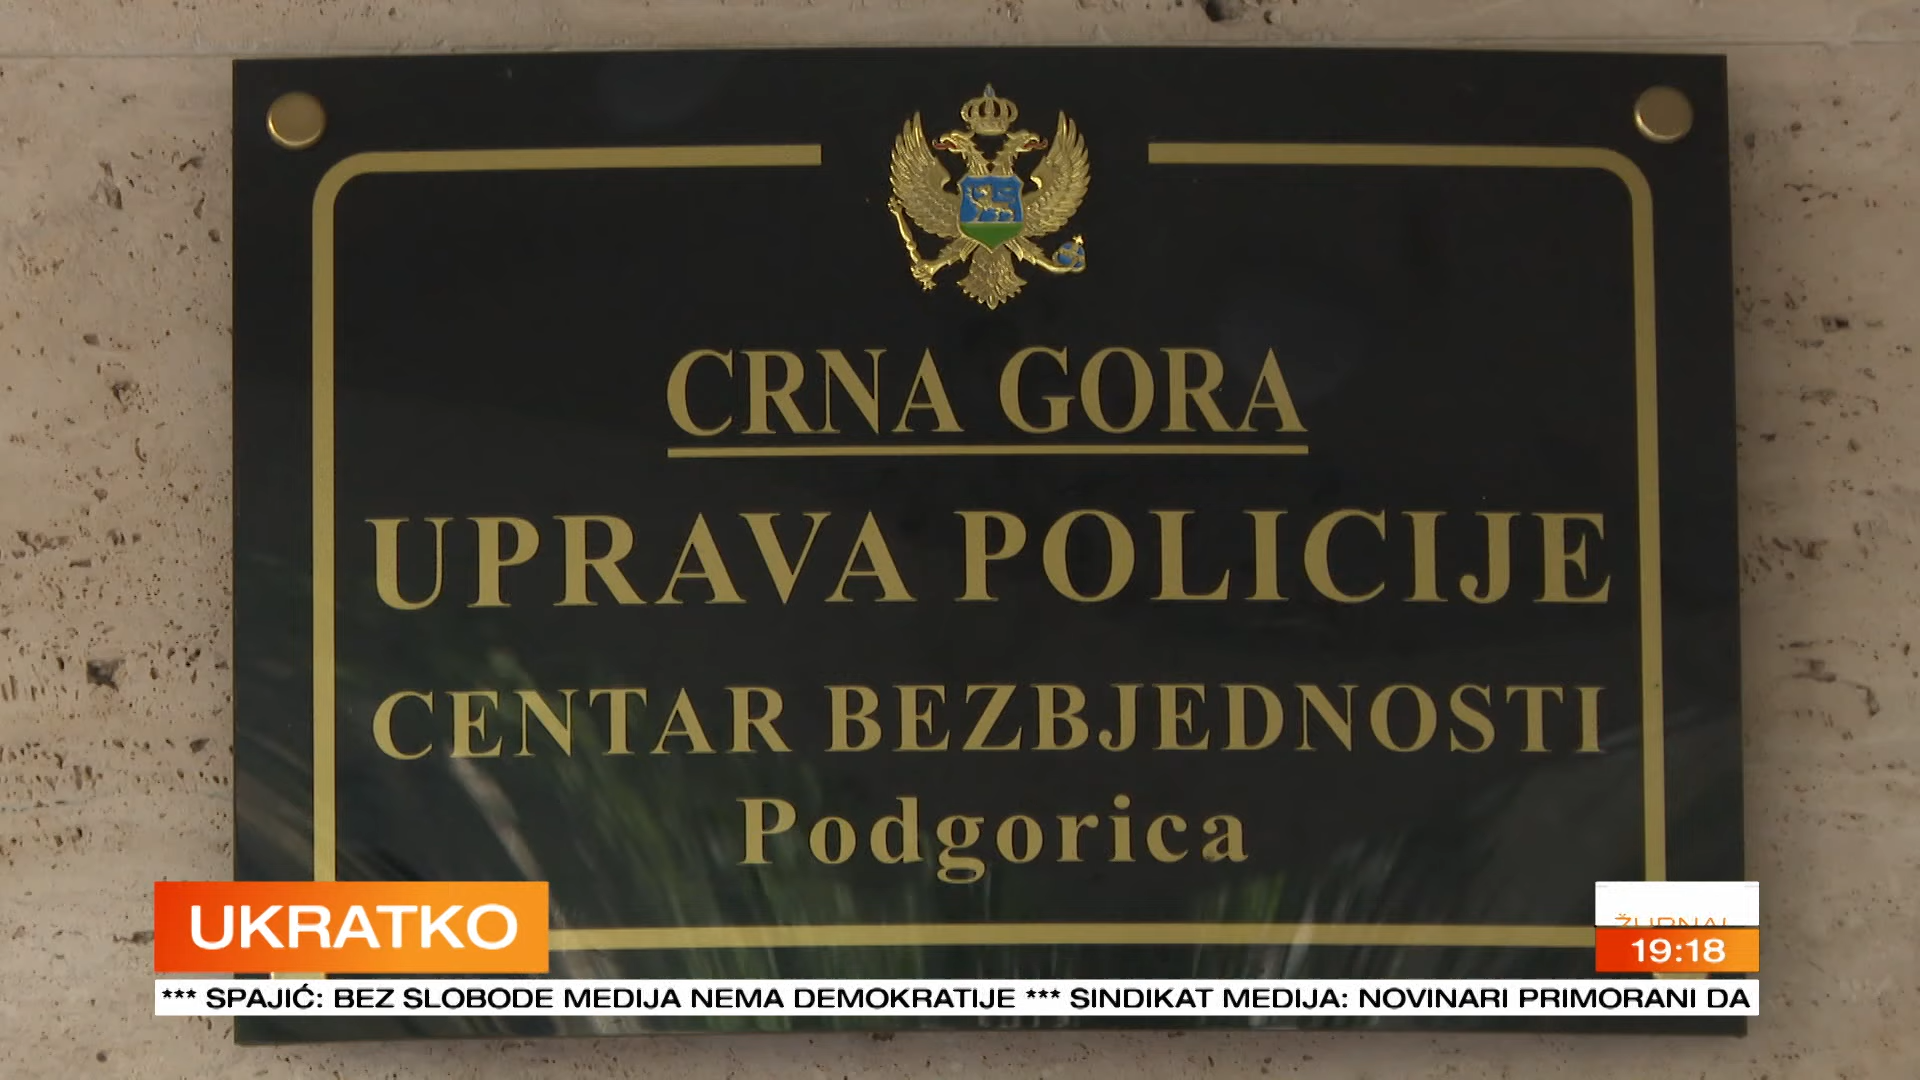 CRNA GORA
UPRAVA POLICIJE
CENTAR BEZBJEDNOSTI
Podgorica
UKRATKO
ŽURNAL
19:18
*** SPAJIĆ: BEZ SLOBODE MEDIJA NEMA DEMOKRATIJE *** SINDIKAT MEDIJA: NOVINARI PRIMORANI DA